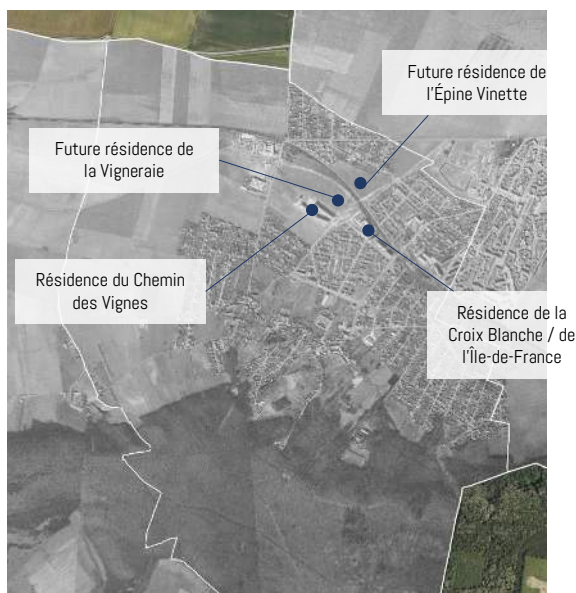 Future résidence de
l'Épine Vinette
Future résidence de
la Vigneraie
Résidence du Chemin
des Vignes
Résidence de la
Croix Blanche / de
l'Île-de-France